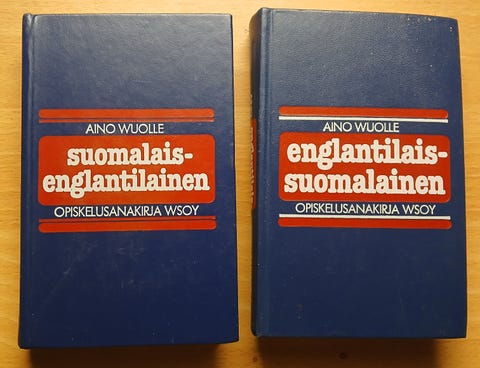 AINO WUOLLE
suomalais-
englantilainen
OPISKELUSANAKIRJA WSOY
AINO WUOLLE
englantilais-
suomalainen
OPISKELUSANAKIRJA WSOY